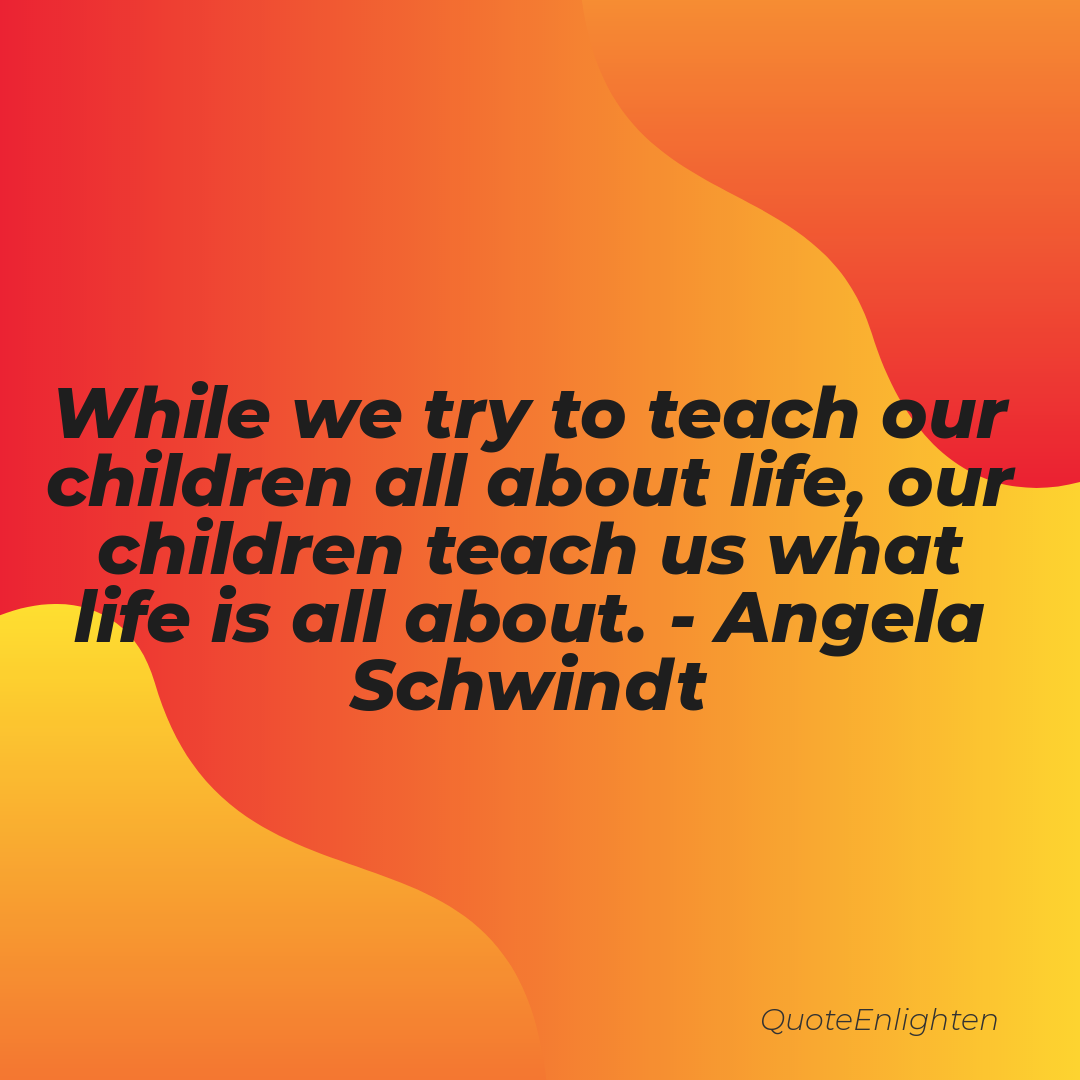 While we try to teach our
children all about life, our
children teach us what
life is all about. - Angela
Schwindt
QuoteEnlighten